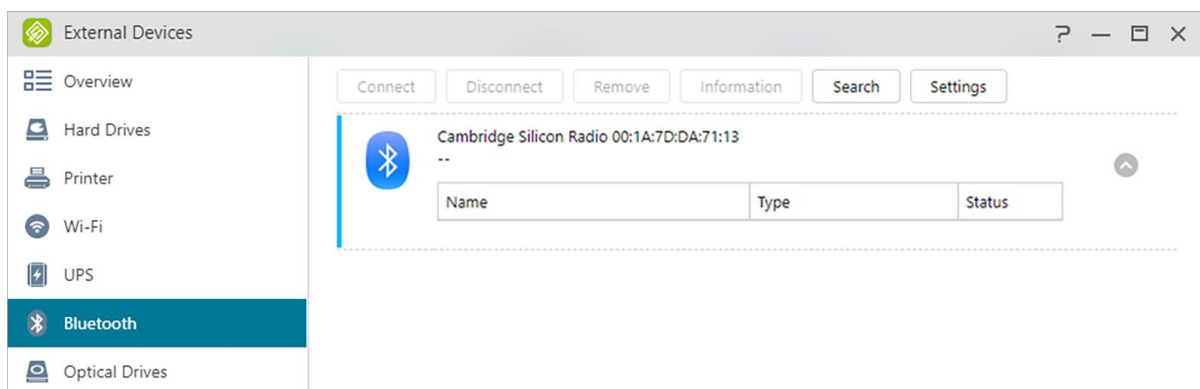 External Devices
Overview
Hard Drives
Printer
Wi-Fi
UPS
Bluetooth
Optical Drives
Connect Disconnect Remove Information Search Settings
Cambridge Silicon Radio 00:1A:7D:DA:71:13
--
Name Type Status